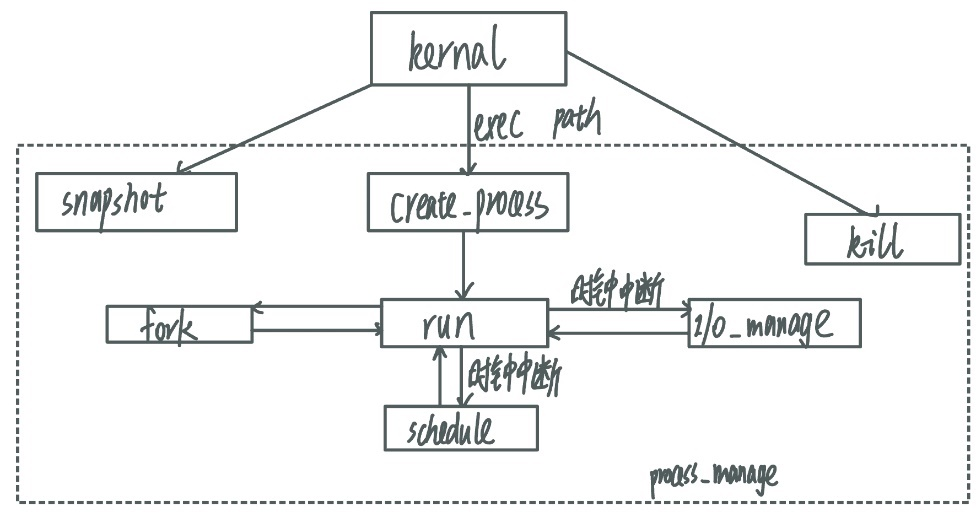 kernal
exec path
snapshot
create_process
kill
时钟中断
fork
run
I/O_manage
时钟中断
schedule
process_manage